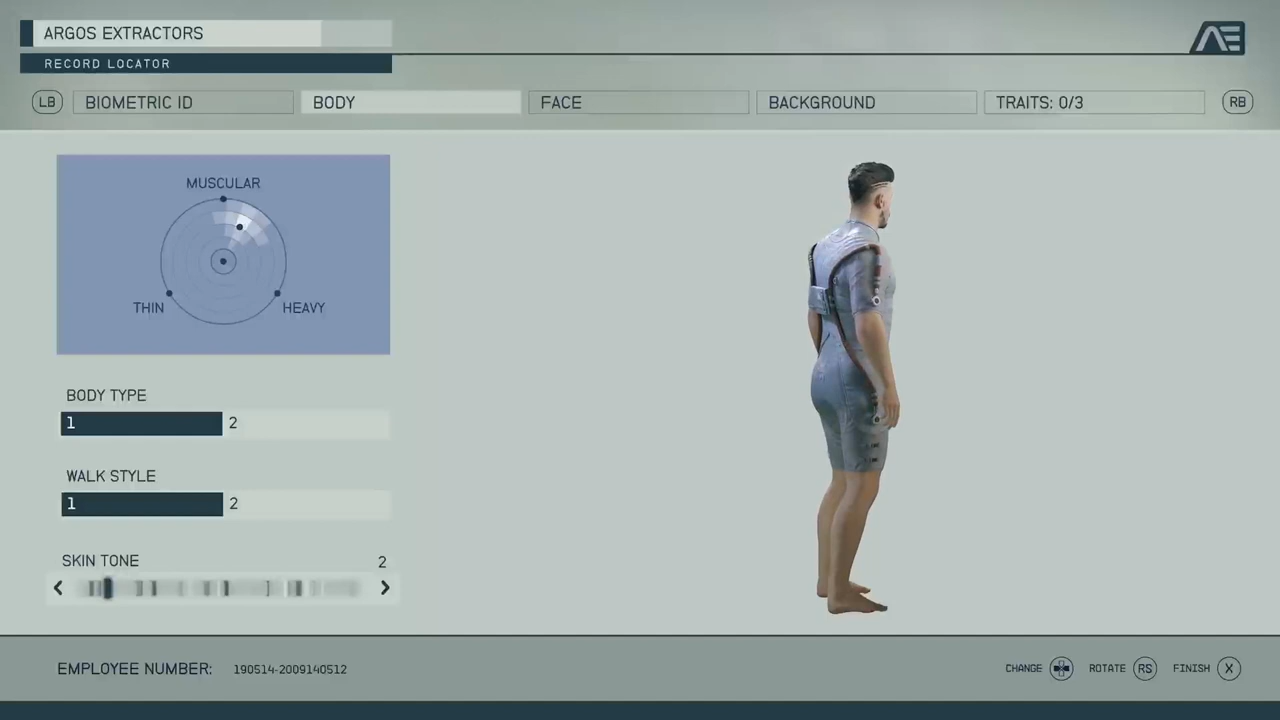 ARGOS EXTRACTORS
AE
RECORD LOCATOR
LB BIOMETRIC ID BODY FACE BACKGROUND TRAITS: 0/3 RB
MUSCULAR
THIN HEAVY
BODY TYPE
1 2
WALK STYLE
1 2
SKIN TONE 2
EMPLOYEE NUMBER: 190514-2009140512 CHANGE ROTATE RS FINISH X